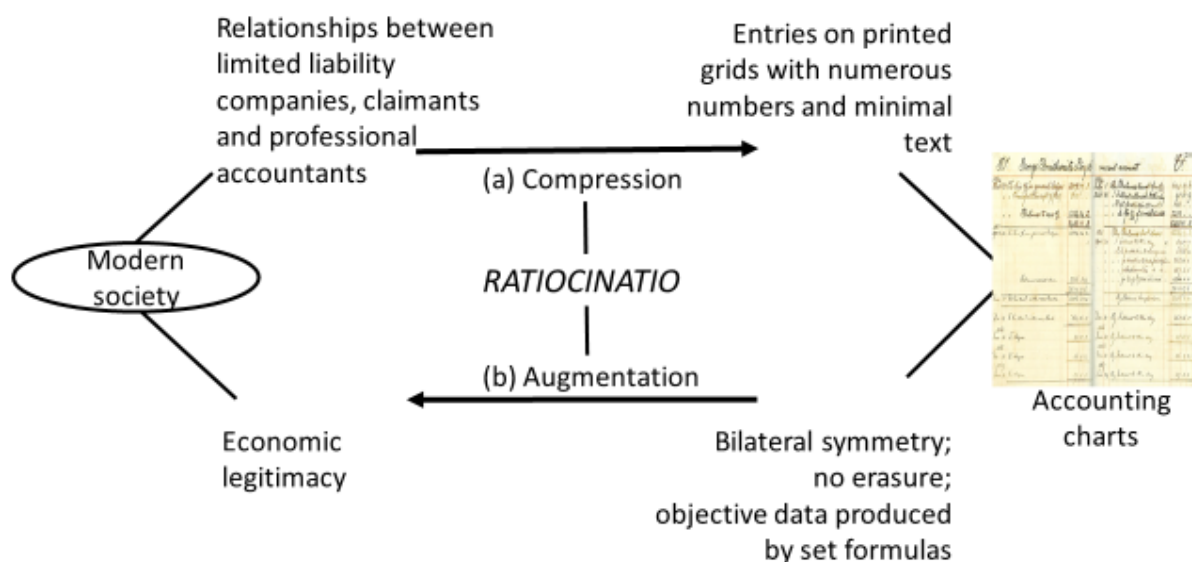 Relationships between
limited liability
companies, claimants
and professional
accountants
Entries on printed
grids with numerous
numbers and minimal
text
(a) Compression
Modern
society
RATIOCINATIO
(b) Augmentation
Accounting
charts
Economic
legitimacy
Bilateral symmetry;
no erasure;
objective data produced
by set formulas